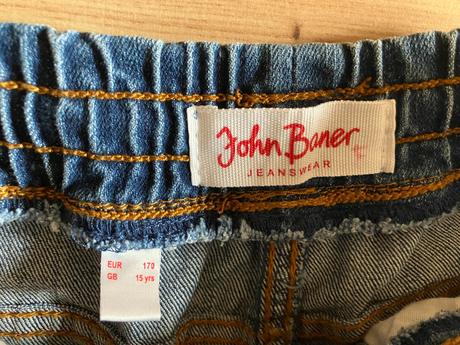 John Baner
JEANSWEAR
EUR 170
GB 15 yrs